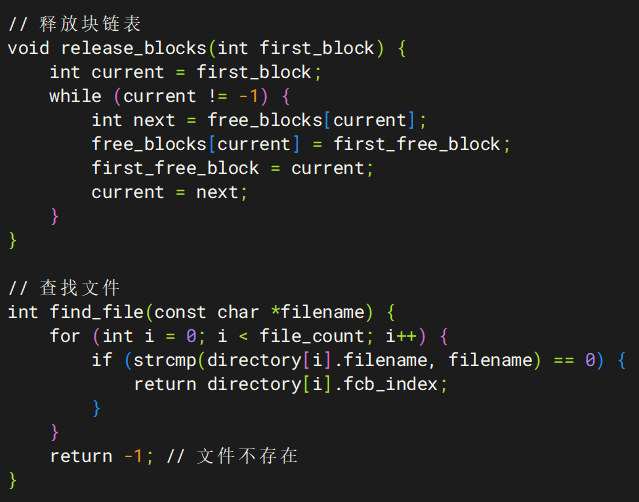 // 释放块链表
void release_blocks(int first_block) {
    int current = first_block;
    while (current != -1) {
        int next = free_blocks[current];
        free_blocks[current] = first_free_block;
        first_free_block = current;
        current = next;
    }
}

// 查找文件
int find_file(const char *filename) {
    for (int i = 0; i < file_count; i++) {
        if (strcmp(directory[i].filename, filename) == 0) {
            return directory[i].fcb_index;
        }
    }
    return -1; // 文件不存在
}